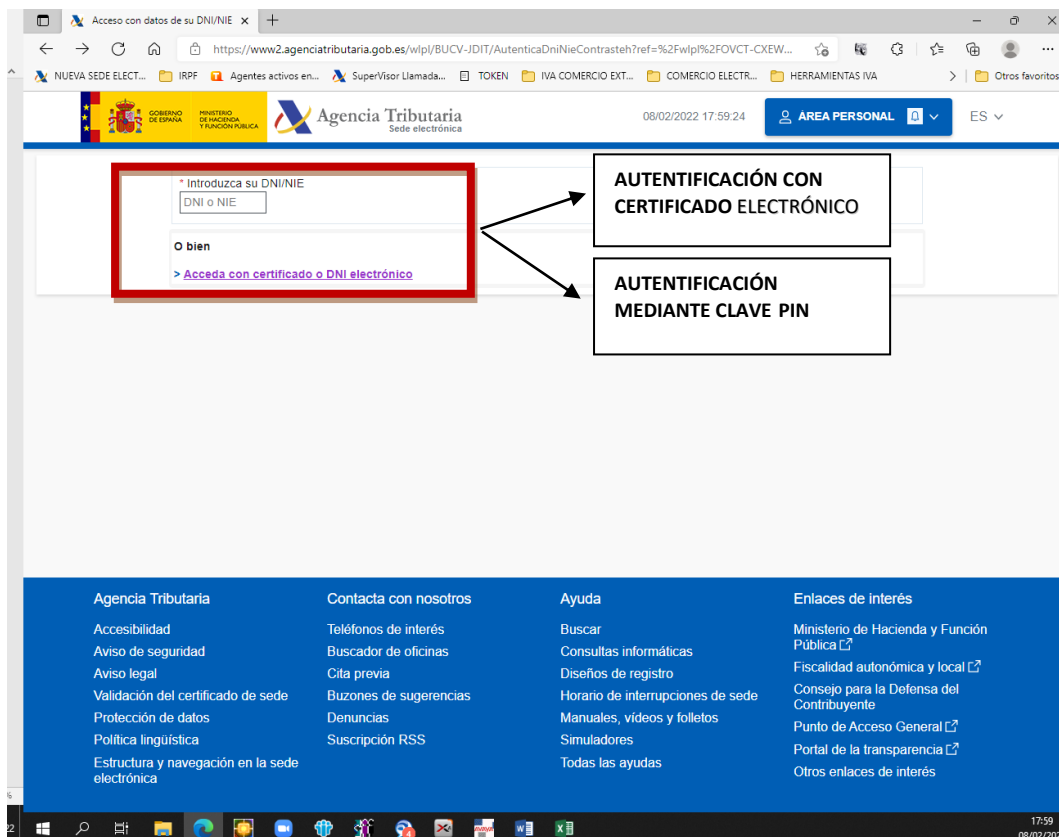 Acceso con datos de su DNI/NIE
https://www2.agenciatributaria.gob.es/wlpl/BUCV-JDIT/AutenticaDniNieContrasteh?ref=%2Fwlpl%2FOVCT-CXEW...
NUEVA SEDE ELECT... IRPF Agentes activos en... SuperVisor Llamada... TOKEN IVA COMERCIO EXT... COMERCIO ELECTR... HERRAMIENTAS IVA Otros favoritos
GOBIERNO DE ESPAÑA
MINISTERIO DE HACIENDA Y FUNCIÓN PÚBLICA
Agencia Tributaria
Sede electrónica
08/02/2022 17:59:24
ÁREA PERSONAL
ES
* Introduzca su DNI/NIE
DNI o NIE
O bien
> Acceda con certificado o DNI electrónico
AUTENTIFICACIÓN CON
CERTIFICADO ELECTRÓNICO
AUTENTIFICACIÓN
MEDIANTE CLAVE PIN
Agencia Tributaria
Accesibilidad
Aviso de seguridad
Aviso legal
Validación del certificado de sede
Protección de datos
Política lingüística
Estructura y navegación en la sede
electrónica
Contacta con nosotros
Teléfonos de interés
Buscador de oficinas
Cita previa
Buzones de sugerencias
Denuncias
Suscripción RSS
Ayuda
Buscar
Consultas informáticas
Diseños de registro
Horario de interrupciones de sede
Manuales, vídeos y folletos
Simuladores
Todas las ayudas
Enlaces de interés
Ministerio de Hacienda y Función
Pública
Fiscalidad autonómica y local
Consejo para la Defensa del
Contribuyente
Punto de Acceso General
Portal de la transparencia
Otros enlaces de interés
17:59
08/02/202